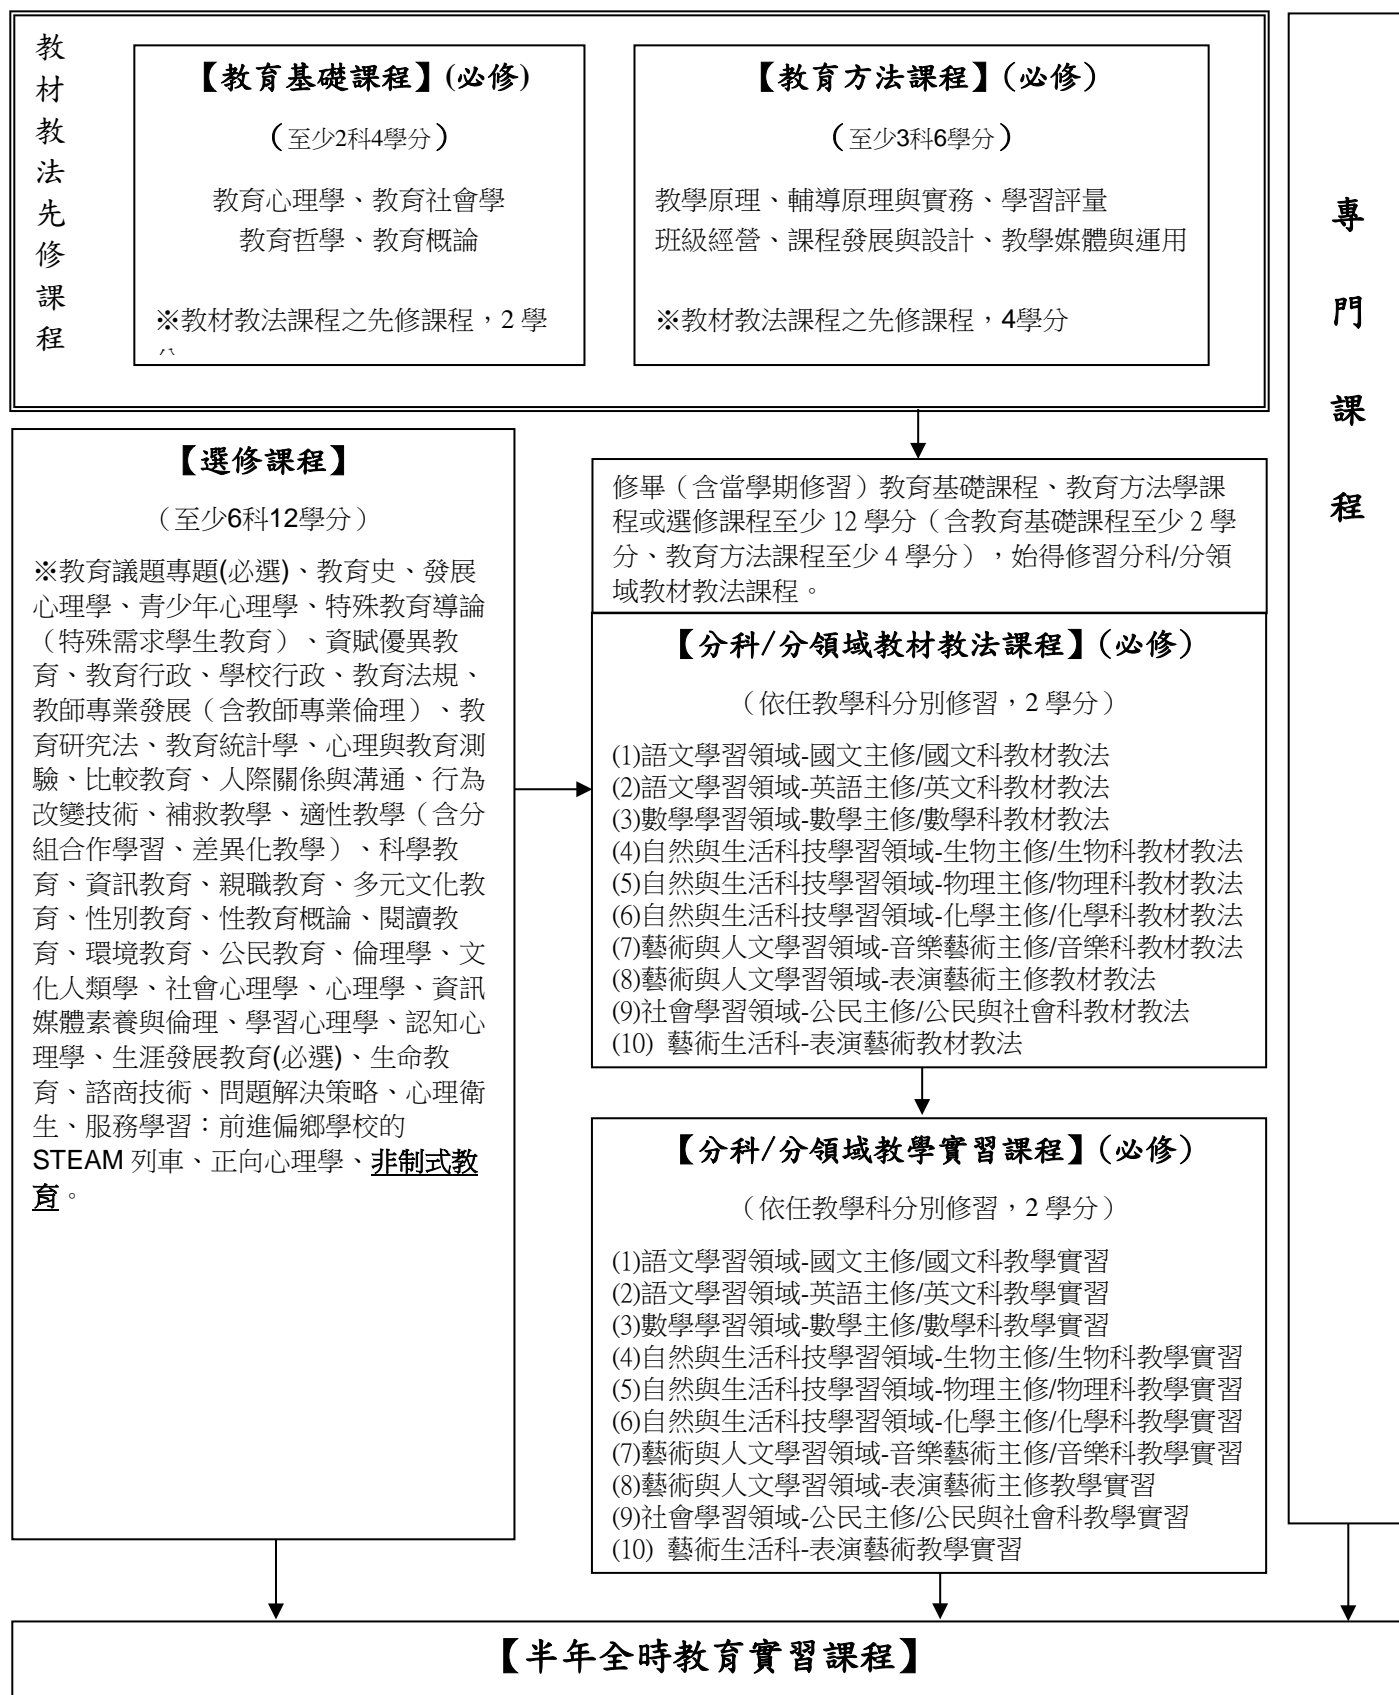 教材教法先修課程
【教育基礎課程】(必修)
（至少2科4學分）
教育心理學、教育社會學
教育哲學、教育概論
※教材教法課程之先修課程，2 學
【教育方法課程】（必修）
（至少3科6學分）
教學原理、輔導原理與實務、學習評量
班級經營、課程發展與設計、教學媒體與運用
※教材教法課程之先修課程，4學分
專門課程
【選修課程】
（至少6科12學分）
※教育議題專題(必選)、教育史、發展
心理學、青少年心理學、特殊教育導論
（特殊需求學生教育）、資賦優異教
育、教育行政、學校行政、教育法規、
教師專業發展（含教師專業倫理）、教
育研究法、教育統計學、心理與教育測
驗、比較教育、人際關係與溝通、行為
改變技術、補救教學、適性教學（含分
組合作學習、差異化教學）、科學教
育、資訊教育、親職教育、多元文化教
育、性別教育、性教育概論、閱讀教
育、環境教育、公民教育、倫理學、文
化人類學、社會心理學、心理學、資訊
媒體素養與倫理、學習心理學、認知心
理學、生涯發展教育(必選)、生命教
育、諮商技術、問題解決策略、心理衛
生、服務學習：前進偏鄉學校的
STEAM 列車、正向心理學、非制式教
育。
修畢（含當學期修習）教育基礎課程、教育方法學課
程或選修課程至少 12 學分（含教育基礎課程至少 2 學
分、教育方法課程至少 4 學分），始得修習分科/分領
域教材教法課程。
【分科/分領域教材教法課程】（必修）
（依任教學科分別修習，2 學分）
(1)語文學習領域-國文主修/國文科教材教法
(2)語文學習領域-英語主修/英文科教材教法
(3)數學學習領域-數學主修/數學科教材教法
(4)自然與生活科技學習領域-生物主修/生物科教材教法
(5)自然與生活科技學習領域-物理主修/物理科教材教法
(6)自然與生活科技學習領域-化學主修/化學科教材教法
(7)藝術與人文學習領域-音樂藝術主修/音樂科教材教法
(8)藝術與人文學習領域-表演藝術主修教材教法
(9)社會學習領域-公民主修/公民與社會科教材教法
(10) 藝術生活科-表演藝術教材教法
【分科/分領域教學實習課程】（必修）
（依任教學科分別修習，2 學分）
(1)語文學習領域-國文主修/國文科教學實習
(2)語文學習領域-英語主修/英文科教學實習
(3)數學學習領域-數學主修/數學科教學實習
(4)自然與生活科技學習領域-生物主修/生物科教學實習
(5)自然與生活科技學習領域-物理主修/物理科教學實習
(6)自然與生活科技學習領域-化學主修/化學科教學實習
(7)藝術與人文學習領域-音樂藝術主修/音樂科教學實習
(8)藝術與人文學習領域-表演藝術主修教學實習
(9)社會學習領域-公民主修/公民與社會科教學實習
(10) 藝術生活科-表演藝術教學實習
【半年全時教育實習課程】